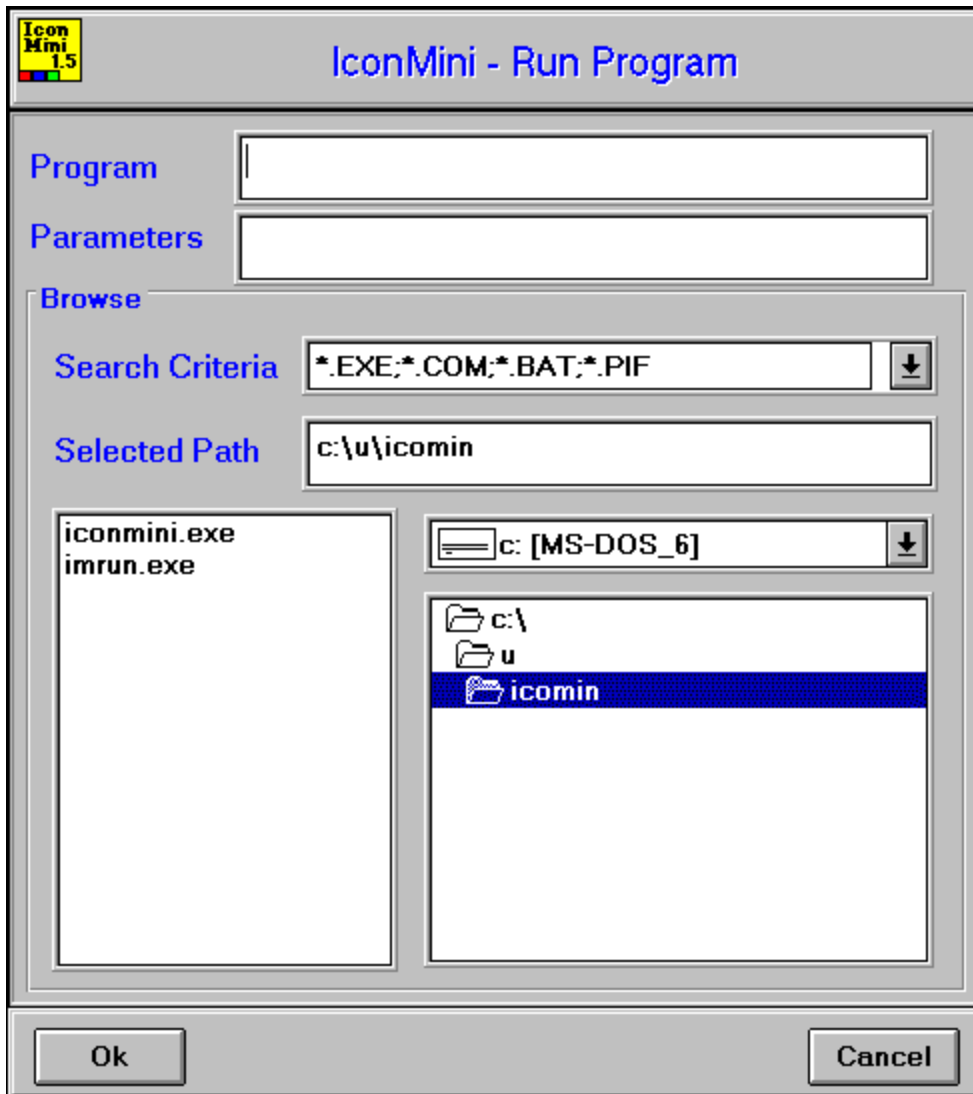 Icon
Mini
1.5
IconMini - Run Program
Program
Parameters
Browse
Search Criteria
*.EXE;*.COM;*.BAT;*.PIF
Selected Path
c:\u\icomin
iconmini.exe
imrun.exe
c: [MS-DOS_6]
c:\
u
icomin
Ok
Cancel